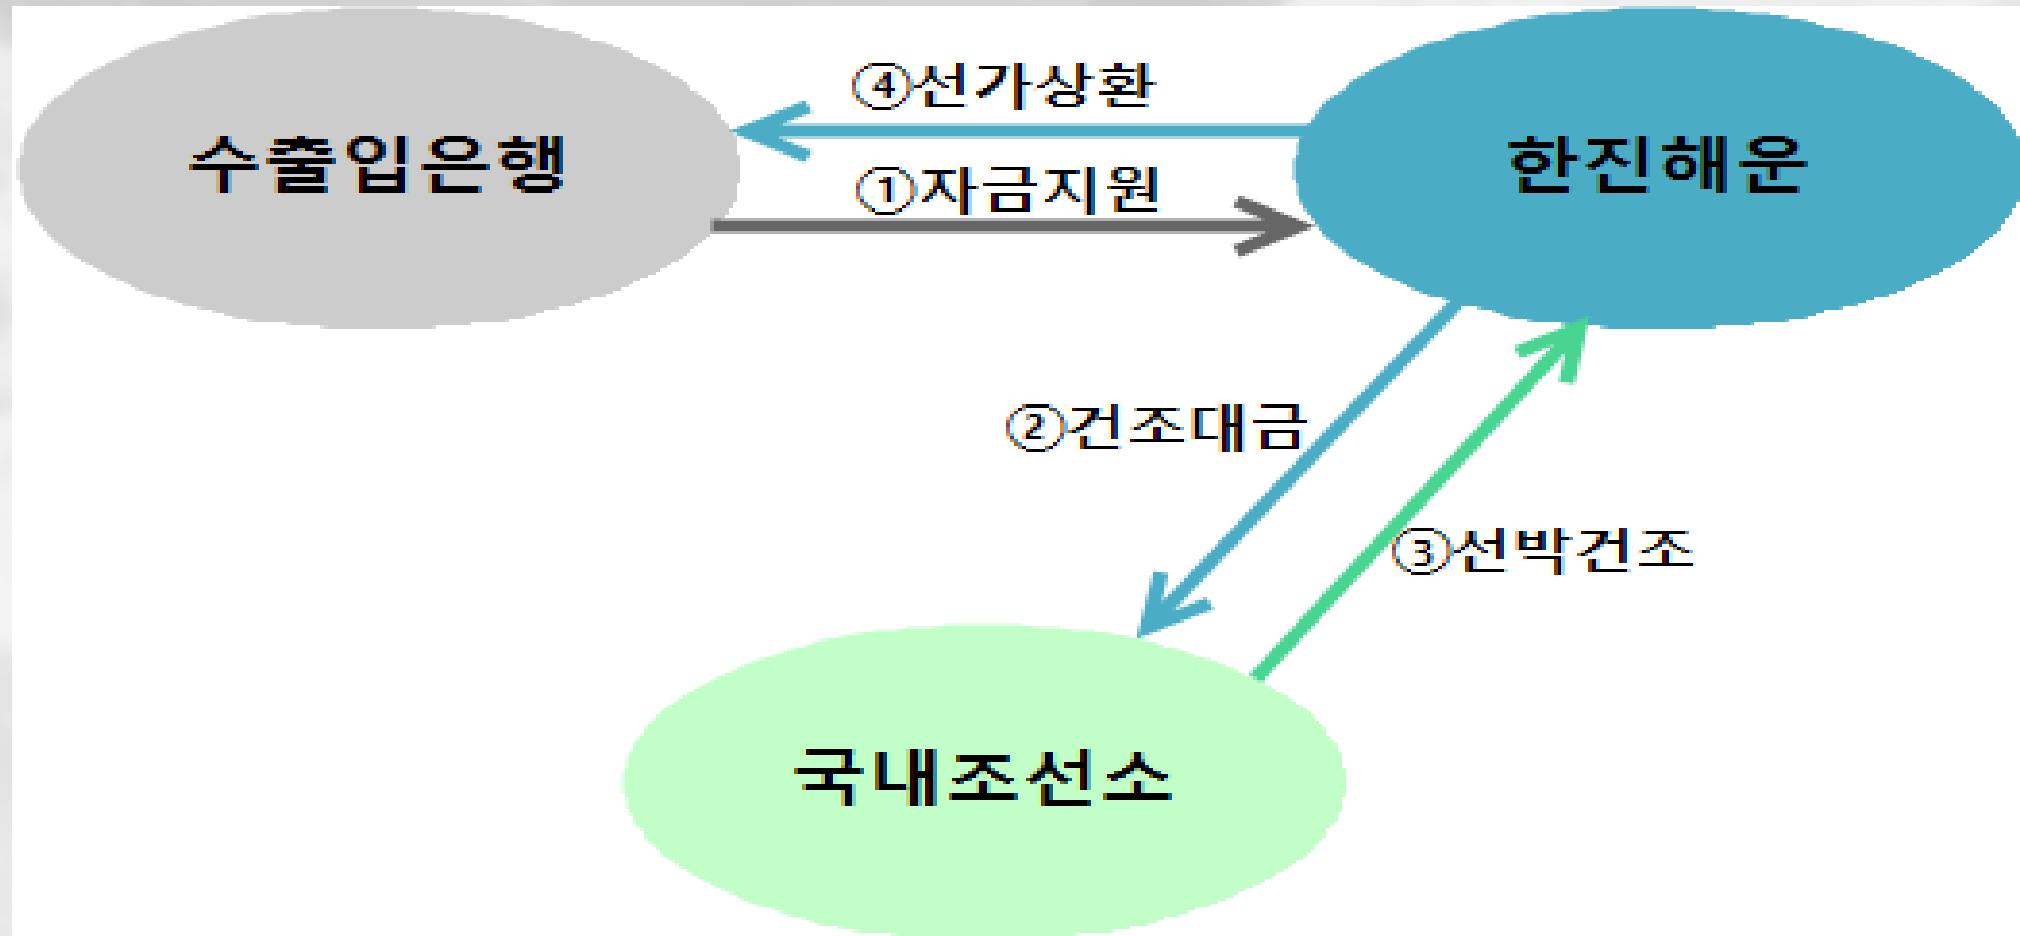 ④선가상환
수출입은행
한진해운
①자금지원
②건조대금
③선박건조
국내조선소